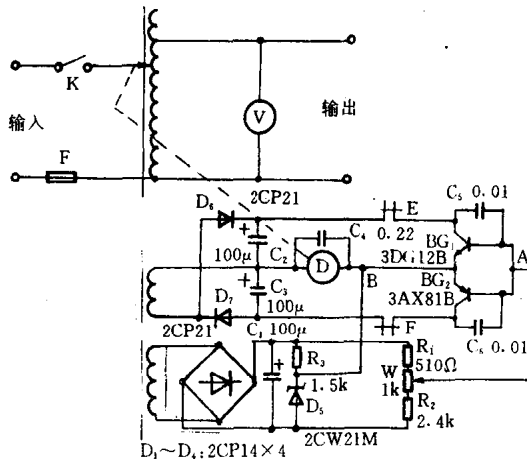 K
输入
V
输出
F
2CP21
D₆
E
C₅ 0.01
C₄
0.22
BG₁
3DG12B
A
100μ
C₂
D
B
BG₂
3AX81B
C₃
D₇
100μ
2CP21
F
C₆ 0.01
C₁ 100μ
R₃
1.5k
R₁
510Ω
W
1k
D₅
R₂
2.4k
2CW21M
D₁～D₄:2CP14×4